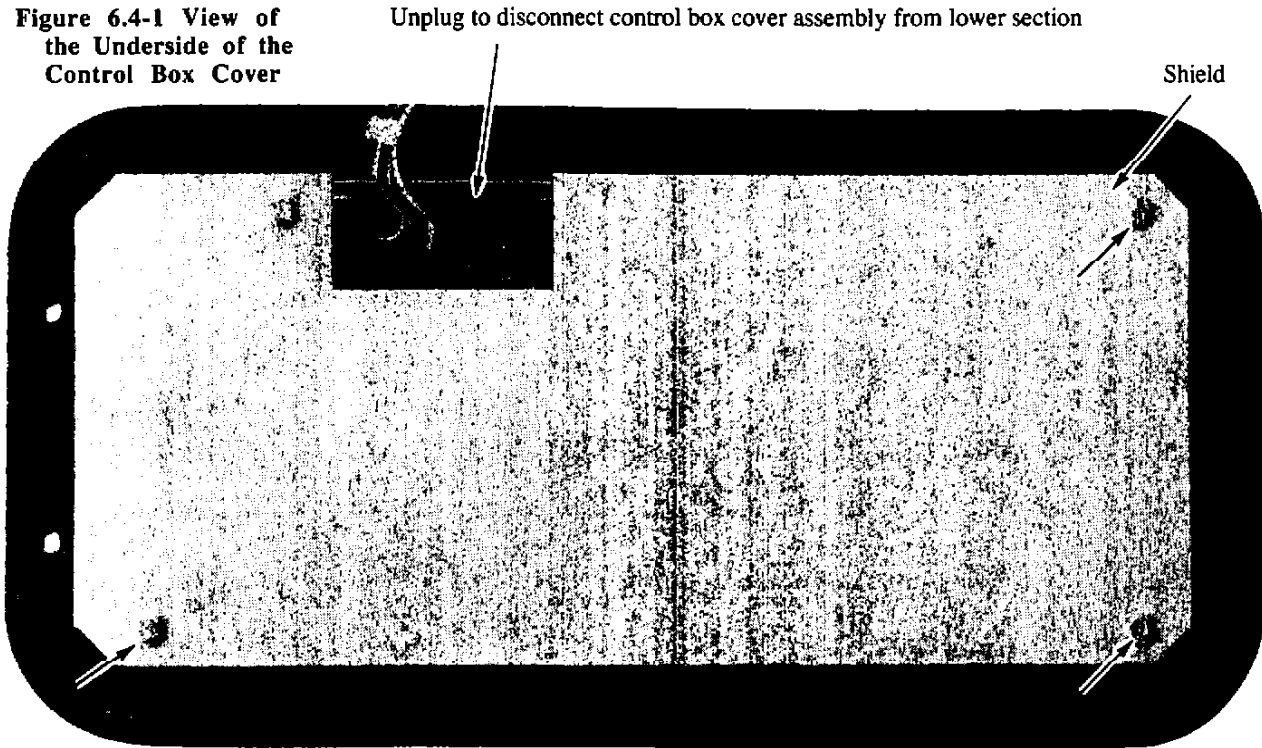 Figure 6.4-1 View of
the Underside of the
Control Box Cover
Unplug to disconnect control box cover assembly from lower section
Shield